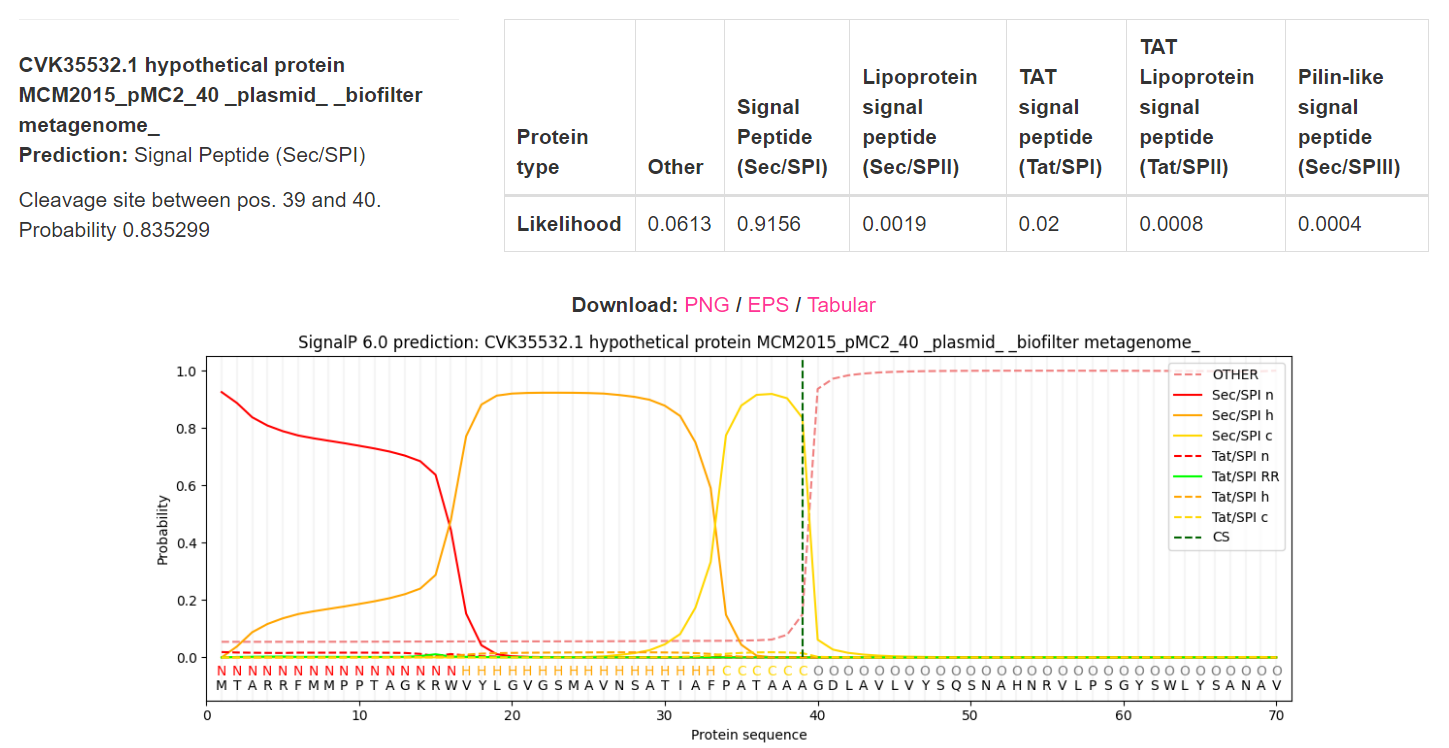 CVK35532.1 hypothetical protein
MCM2015_pMC2_40 _plasmid_ _biofilter
metagenome_
Prediction: Signal Peptide (Sec/SPI)
Cleavage site between pos. 39 and 40.
Probability 0.835299
Protein type
Other
Signal Peptide (Sec/SPI)
Lipoprotein signal peptide (Sec/SPII)
TAT signal peptide (Tat/SPI)
TAT Lipoprotein signal peptide (Tat/SPII)
Pilin-like signal peptide (Sec/SPIII)
Likelihood 0.0613 0.9156 0.0019 0.02 0.0008 0.0004
Download: PNG / EPS / Tabular
SignalP 6.0 prediction: CVK35532.1 hypothetical protein MCM2015_pMC2_40 _plasmid_ _biofilter metagenome_
Probability
1.0
0.8
0.6
0.4
0.2
0.0
OTHER
Sec/SPI n
Sec/SPI h
Sec/SPI c
Tat/SPI n
Tat/SPI RR
Tat/SPI h
Tat/SPI c
CS
N N N N N N N N N N N N N N N N H H H H H H H H H H H H H H H H H C C C C C C O O O O O O O O O O O O O O O O O O O O O O O O O O O O O O O
M T A R R F M M P P T A G K R W V Y L G V G S M A V N S A T I A F P A T A A A G D L A V L V Y S Q S N A H N R V L P S G Y S W L Y S A N A V
0 10 20 30 40 50 60 70
Protein sequence